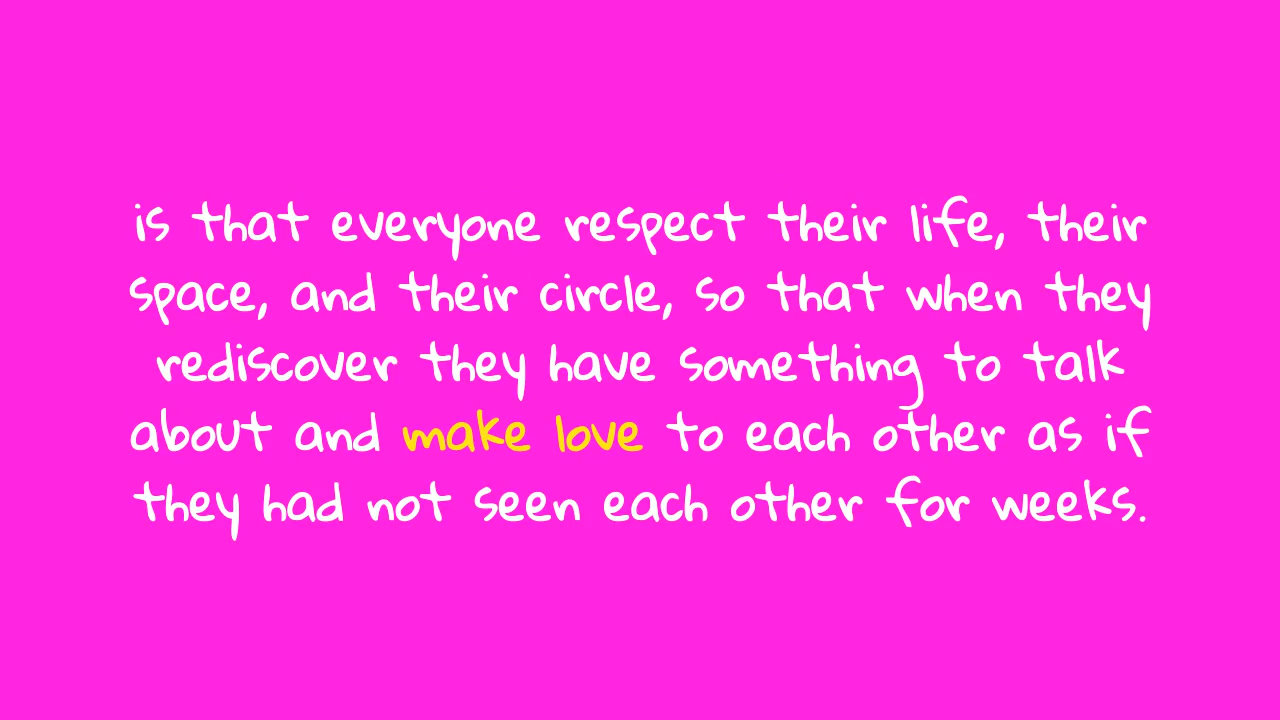 is that everyone respect their life, their
space, and their circle, so that when they
rediscover they have something to talk
about and make love to each other as if
they had not seen each other for weeks.